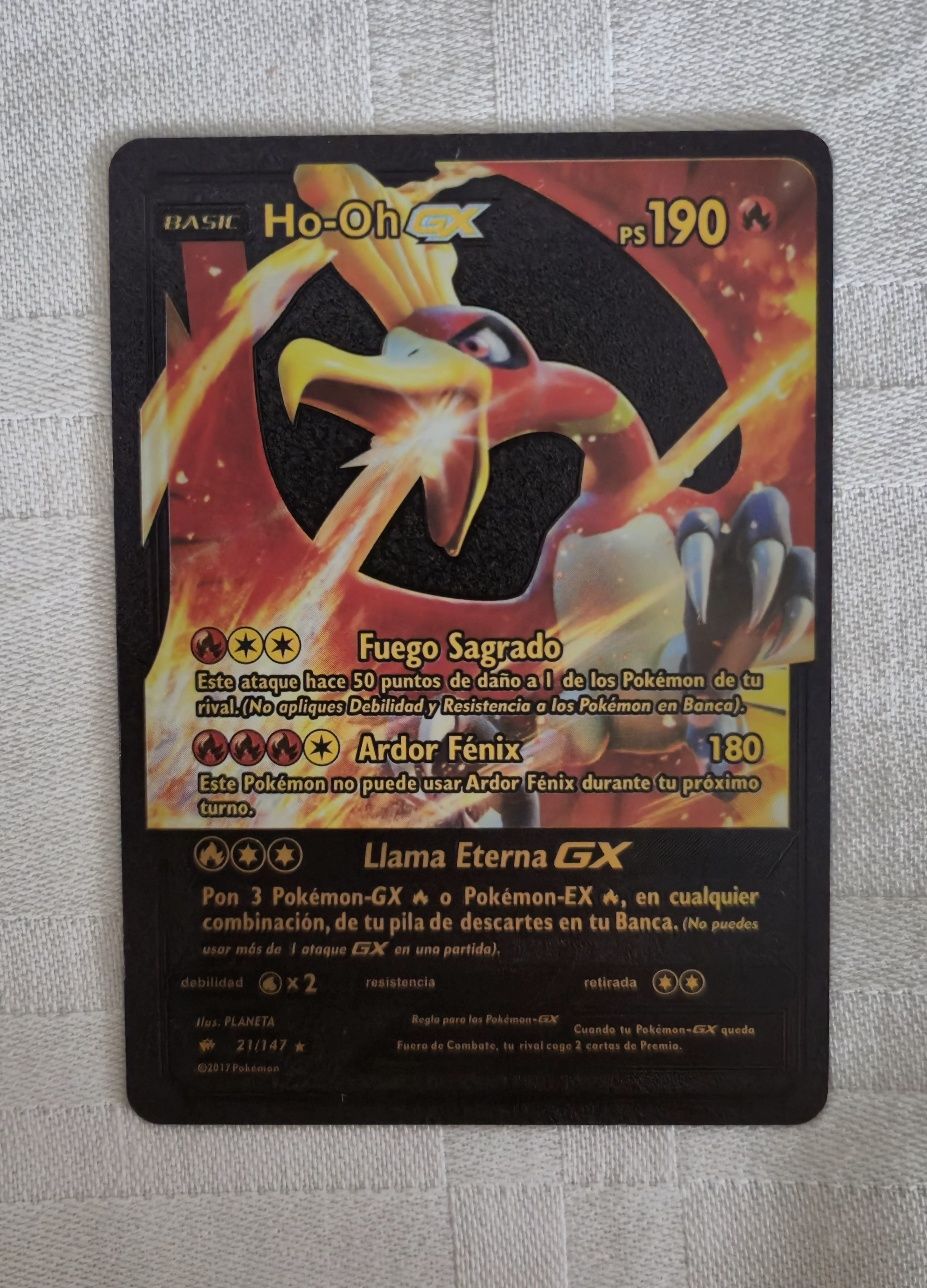 BASIC Ho-Oh GX PS 190
Fuego Sagrado
Este ataque hace 50 puntos de daño a 1 de los Pokémon de tu
rival.(No apliques Debilidad y Resistencia a los Pokémon en Banca).
Ardor Fénix 180
Este Pokémon no puede usar Ardor Fénix durante tu próximo
turno.
Llama Eterna GX
Pon 3 Pokémon-GX o Pokémon-EX , en cualquier
combinación, de tu pila de descartes en tu Banca. (No puedes
usar más de 1 ataque GX en una partida).
debilidad x2 resistencia retirada
Ilus. PLANETA
21/147
©2017 Pokémon
Regla para los Pokémon-GX
Cuando tu Pokémon-GX queda
Fuera de Combate, tu rival coge 2 cartas de Premio.